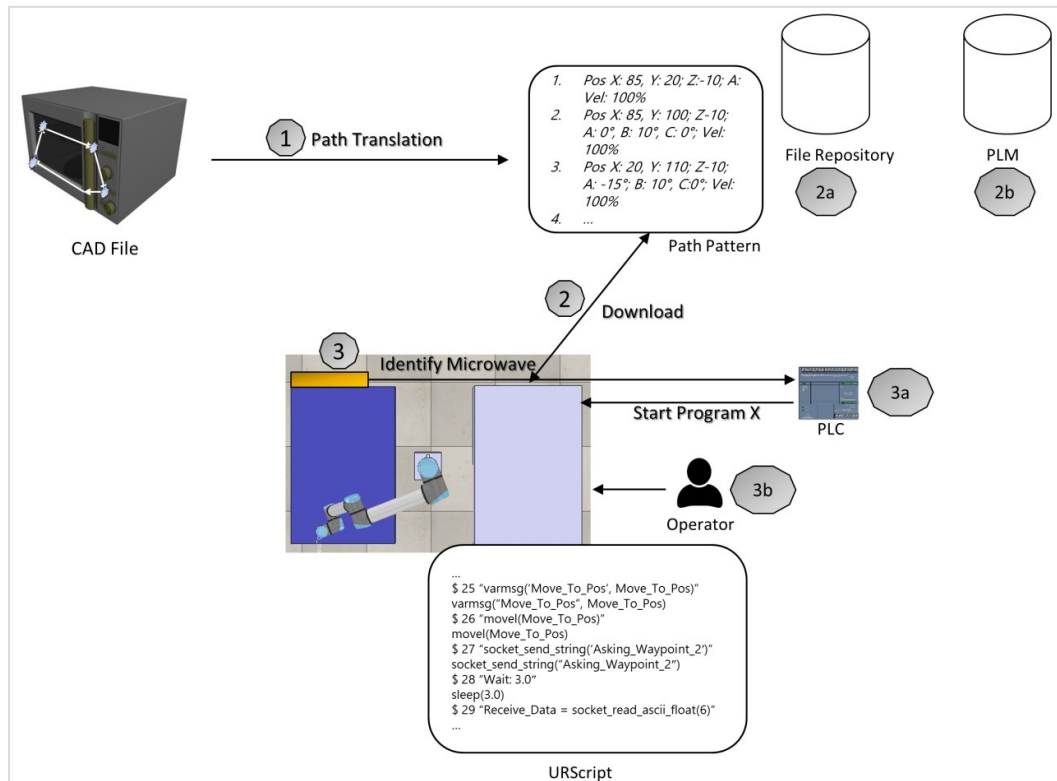 1. Pos X: 85, Y: 20; Z:-10; A:
Vel: 100%
2. Pos X: 85, Y: 100; Z-10;
A: 0°, B: 10°, C: 0°; Vel:
100%
3. Pos X: 20, Y: 110; Z-10;
A: -15°; B: 10°, C:0°; Vel:
100%
4. ...
1 Path Translation
CAD File
Path Pattern
File Repository
2a
PLM
2b
2
Download
3
Identify Microwave
Start Program X
PLC
3a
Operator
3b
...
$ 25 “varmsg(‘Move_To_Pos’, Move_To_Pos)”
varmsg(“Move_To_Pos”, Move_To_Pos)
$ 26 “movel(Move_To_Pos)”
movel(Move_To_Pos)
$ 27 “socket_send_string(‘Asking_Waypoint_2’)”
socket_send_string(“Asking_Waypoint_2”)
$ 28 “Wait: 3.0”
sleep(3.0)
$ 29 “Receive_Data = socket_read_ascii_float(6)”
...
URScript